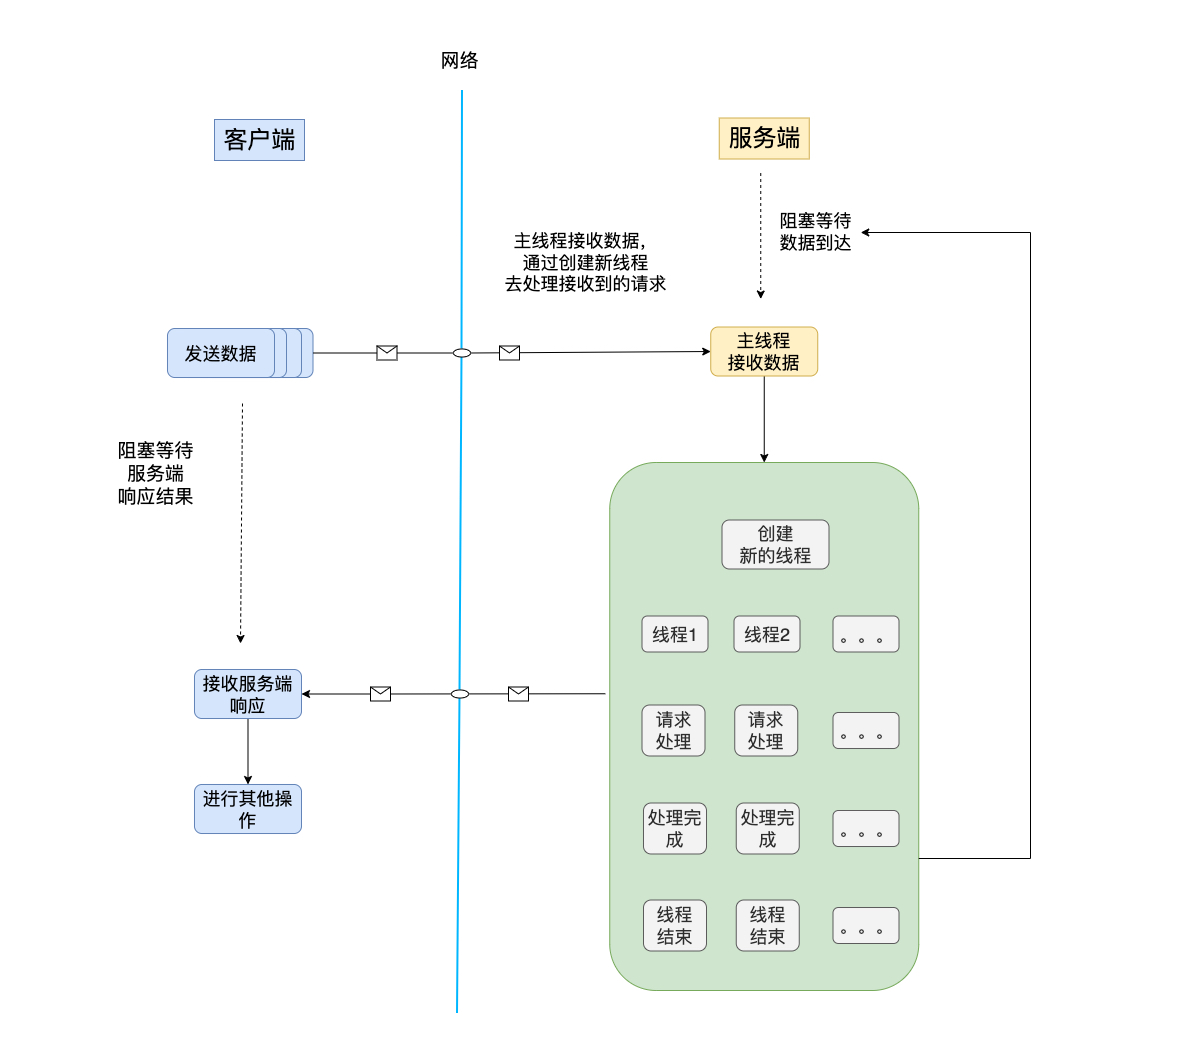 网络
客户端
服务端
阻塞等待
数据到达
主线程接收数据，
通过创建新线程
去处理接收到的请求
发送数据
主线程
接收数据
阻塞等待
服务端
响应结果
创建
新的线程
线程1
线程2
。。。
接收服务端
响应
请求
处理
请求
处理
。。。
进行其他操
作
处理完
成
处理完
成
。。。
线程
结束
线程
结束
。。。